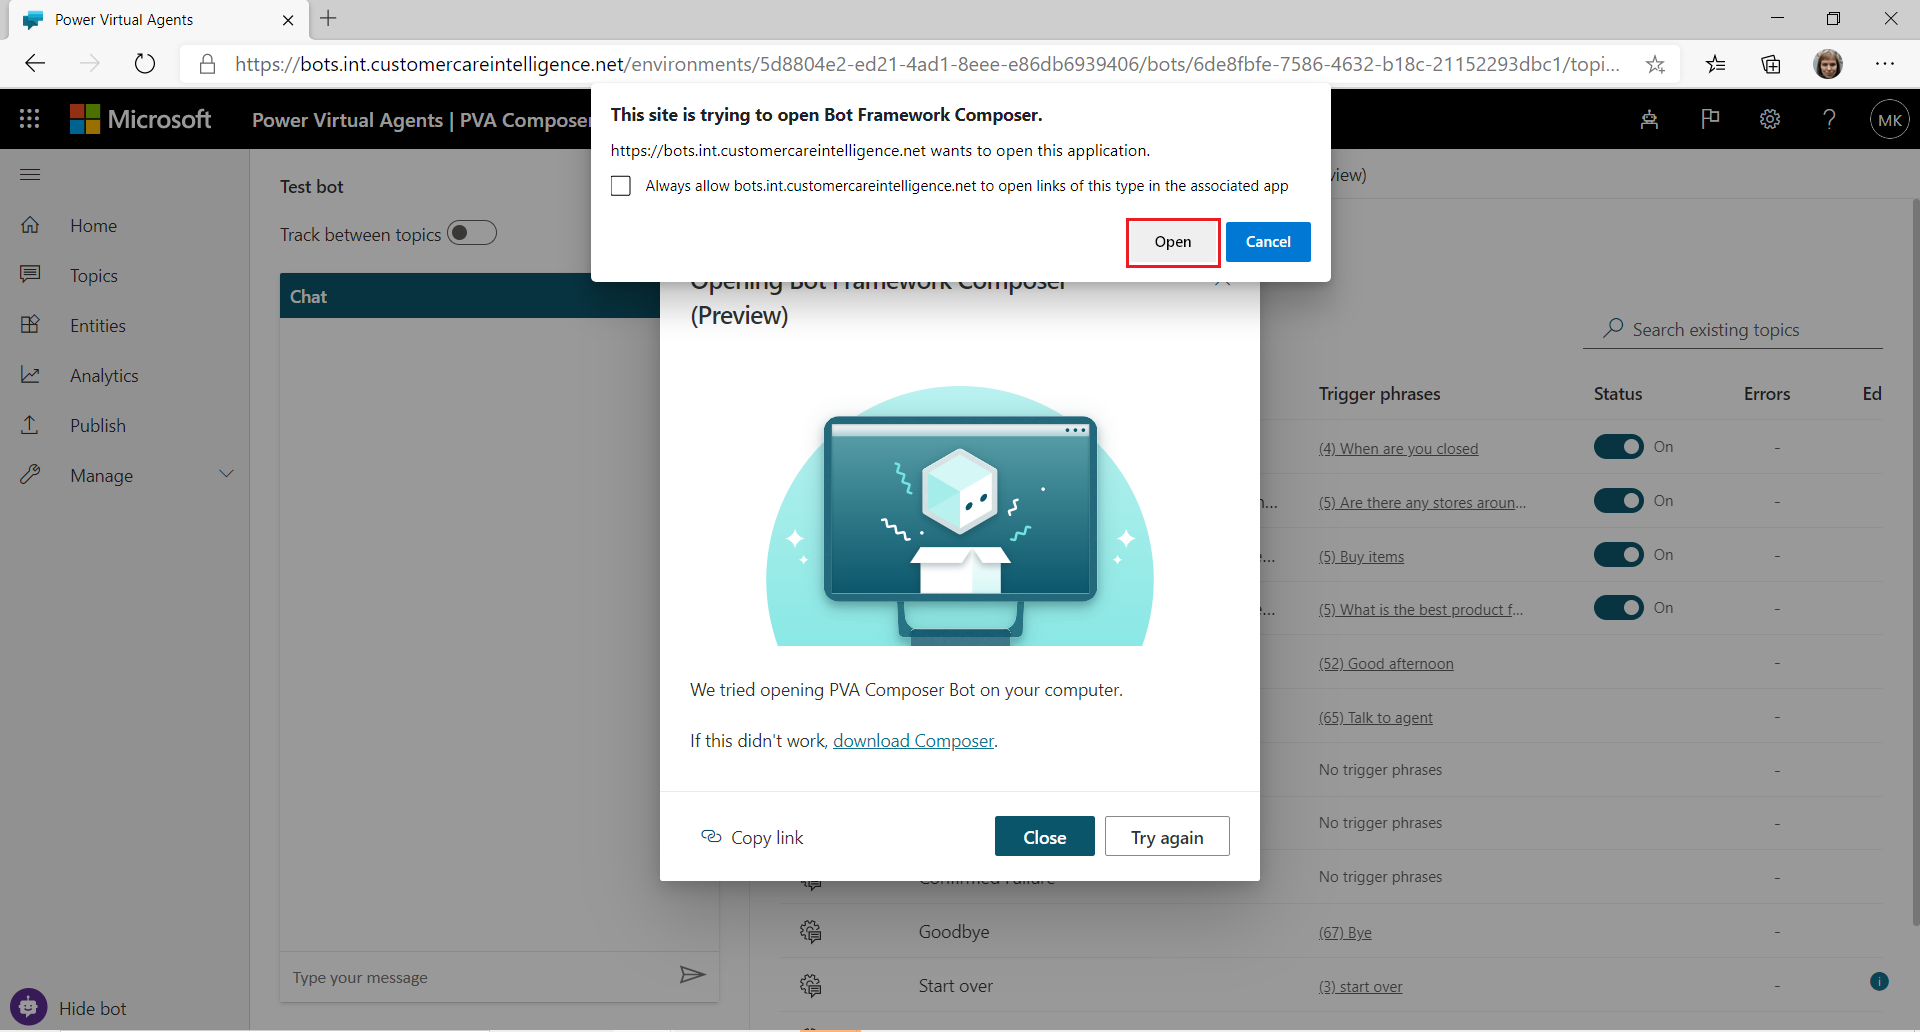 Power Virtual Agents
https://bots.int.customercareintelligence.net/environments/5d8804e2-ed21-4ad1-8eee-e86db6939406/bots/6de8fbfe-7586-4632-b18c-21152293dbc1/topi...
Microsoft
Power Virtual Agents | PVA Composer
MK
This site is trying to open Bot Framework Composer.
https://bots.int.customercareintelligence.net wants to open this application.
Always allow bots.int.customercareintelligence.net to open links of this type in the associated app
Open
Cancel
Home
Topics
Entities
Analytics
Publish
Manage
Hide bot
Test bot
Track between topics
Chat
Type your message
Opening Bot Framework Composer
(Preview)
We tried opening PVA Composer Bot on your computer.
If this didn't work, download Composer.
Copy link
Close
Try again
view)
Search existing topics
Trigger phrases Status Errors Ed
(4) When are you closed On -
n... (5) Are there any stores aroun... On -
e... (5) Buy items On -
e... (5) What is the best product f... On -
(52) Good afternoon -
(65) Talk to agent -
No trigger phrases -
No trigger phrases -
Confirmed Failure No trigger phrases -
Goodbye (67) Bye -
Start over (3) start over -